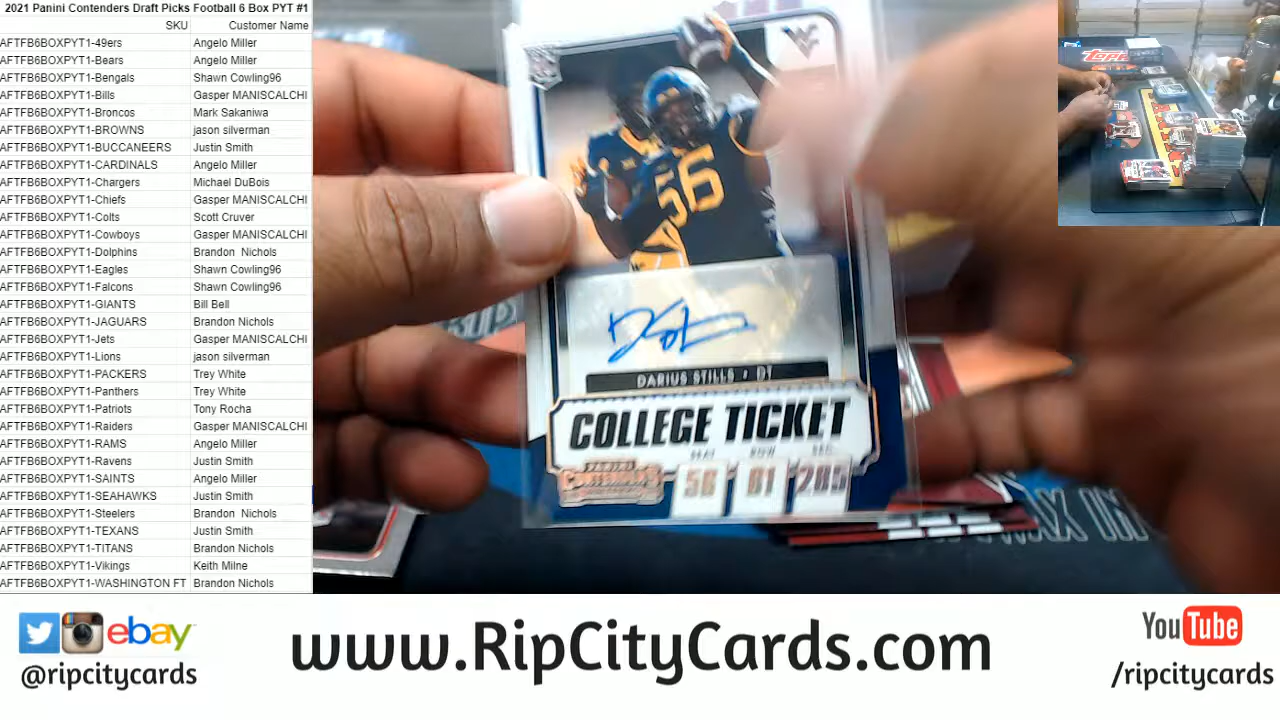 2021 Panini Contenders Draft Picks Football 6 Box PYT #1
SKU Customer Name
AFTFB6BOXPYT1-49ers Angelo Miller
AFTFB6BOXPYT1-Bears Angelo Miller
AFTFB6BOXPYT1-Bengals Shawn Cowling96
AFTFB6BOXPYT1-Bills Gasper MANISCALCHI
AFTFB6BOXPYT1-Broncos Mark Sakaniwa
AFTFB6BOXPYT1-BROWNS jason silverman
AFTFB6BOXPYT1-BUCCANEERS Justin Smith
AFTFB6BOXPYT1-CARDINALS Angelo Miller
AFTFB6BOXPYT1-Chargers Michael DuBois
AFTFB6BOXPYT1-Chiefs Gasper MANISCALCHI
AFTFB6BOXPYT1-Colts Scott Cruver
AFTFB6BOXPYT1-Cowboys Gasper MANISCALCHI
AFTFB6BOXPYT1-Dolphins Brandon Nichols
AFTFB6BOXPYT1-Eagles Shawn Cowling96
AFTFB6BOXPYT1-Falcons Shawn Cowling96
AFTFB6BOXPYT1-GIANTS Bill Bell
AFTFB6BOXPYT1-JAGUARS Brandon Nichols
AFTFB6BOXPYT1-Jets Gasper MANISCALCHI
AFTFB6BOXPYT1-Lions jason silverman
AFTFB6BOXPYT1-PACKERS Trey White
AFTFB6BOXPYT1-Panthers Trey White
AFTFB6BOXPYT1-Patriots Tony Rocha
AFTFB6BOXPYT1-Raiders Gasper MANISCALCHI
AFTFB6BOXPYT1-RAMS Angelo Miller
AFTFB6BOXPYT1-Ravens Justin Smith
AFTFB6BOXPYT1-SAINTS Angelo Miller
AFTFB6BOXPYT1-SEAHAWKS Justin Smith
AFTFB6BOXPYT1-Steelers Brandon Nichols
AFTFB6BOXPYT1-TEXANS Justin Smith
AFTFB6BOXPYT1-TITANS Brandon Nichols
AFTFB6BOXPYT1-Vikings Keith Milne
AFTFB6BOXPYT1-WASHINGTON FT Brandon Nichols
WV
56
DARIUS STILLS • DT
COLLEGE TICKET
SEAT ROW SEC
PANINI
CONTENDERS
56 01 285
Topps
ebay
@ripcitycards
www.RipCityCards.com
YouTube
/ripcitycards